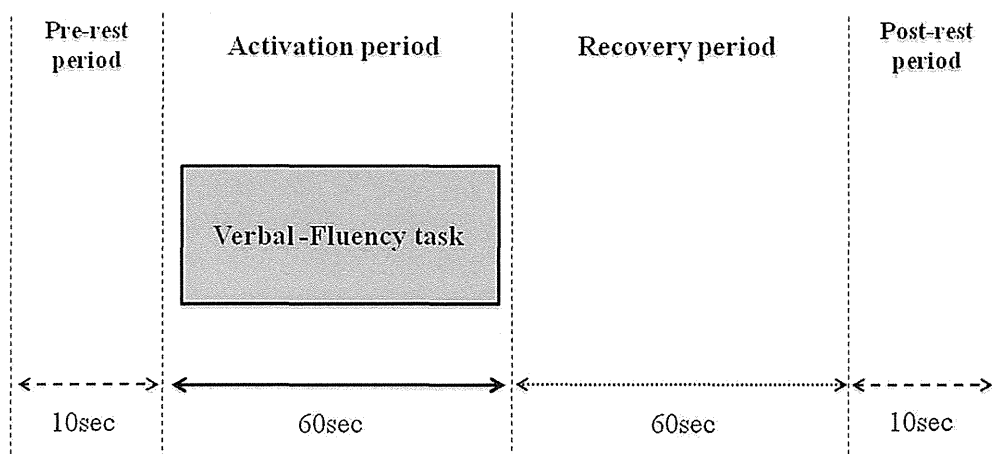 Pre-rest
period
Activation period
Recovery period
Post-rest
period
Verbal-Fluency task
10sec
60sec
60sec
10sec